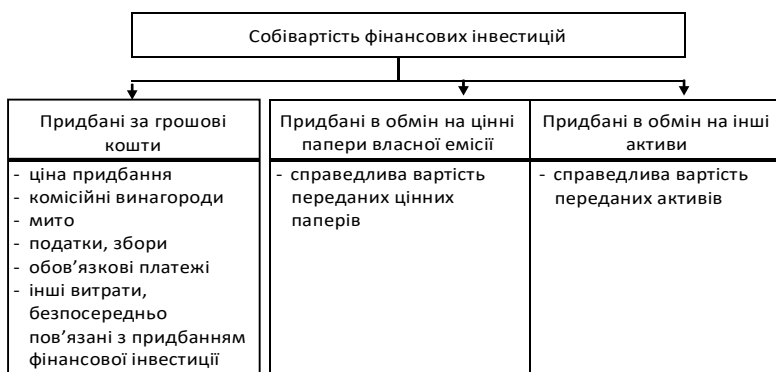 Собівартість фінансових інвестицій
Придбані за грошові
кошти
- ціна придбання
- комісійні винагороди
- мито
- податки, збори
- обов’язкові платежі
- інші витрати,
безпосередньо
пов’язані з придбанням
фінансової інвестиції
Придбані в обмін на цінні
папери власної емісії
- справедлива вартість
переданих цінних
паперів
Придбані в обмін на інші
активи
- справедлива вартість
переданих активів